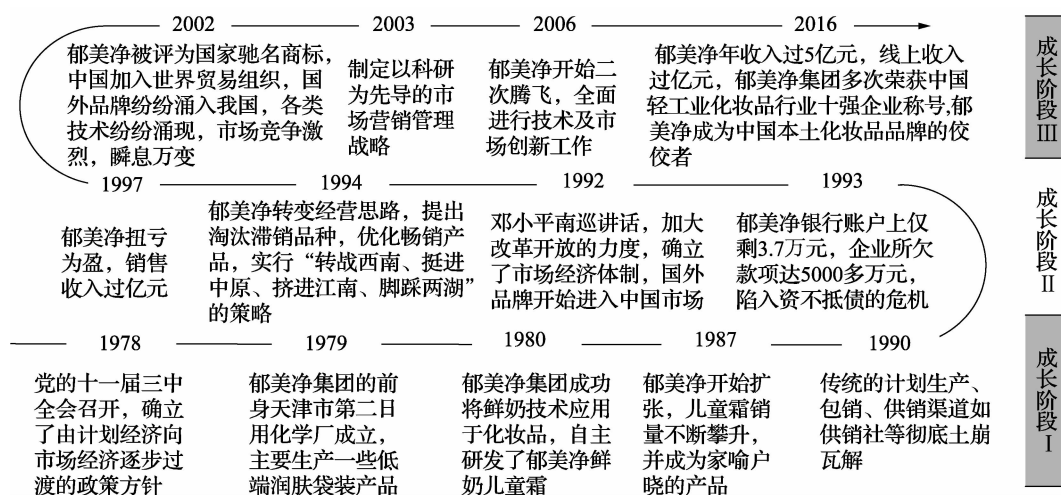 2002
郁美净被评为国家驰名商标，
中国加入世界贸易组织，国
外品牌纷纷涌入我国，各类
技术纷纷涌现，市场竞争激
烈，瞬息万变
2003
制定以科研
为先导的市
场营销管理
战略
2006
郁美净开始二
次腾飞，全面
进行技术及市
场创新工作
2016
郁美净年收入过5亿元，线上收入
过亿元，郁美净集团多次荣获中国
轻工业化妆品行业十强企业称号,郁
美净成为中国本土化妆品品牌的佼
佼者
成长阶段Ⅲ
1997
郁美净扭亏
为盈，销售
收入过亿元
1994
郁美净转变经营思路，提出
淘汰滞销品种，优化畅销产
品，实行“转战西南、挺进
中原、挤进江南、脚踩两湖”
的策略
1992
邓小平南巡讲话，加大
改革开放的力度，确立
了市场经济体制，国外
品牌开始进入中国市场
1993
郁美净银行账户上仅
剩3.7万元，企业所欠
款项达5000多万元，
陷入资不抵债的危机
成长阶段Ⅱ
1978
党的十一届三中
全会召开，确立
了由计划经济向
市场经济逐步过
渡的政策方针
1979
郁美净集团的前
身天津市第二日
用化学厂成立，
主要生产一些低
端润肤袋装产品
1980
郁美净集团成功
将鲜奶技术应用
于化妆品，自主
研发了郁美净鲜
奶儿童霜
1987
郁美净开始扩
张，儿童霜销
量不断攀升，
并成为家喻户
晓的产品
1990
传统的计划生产、
包销、供销渠道如
供销社等彻底土崩
瓦解
成长阶段Ⅰ